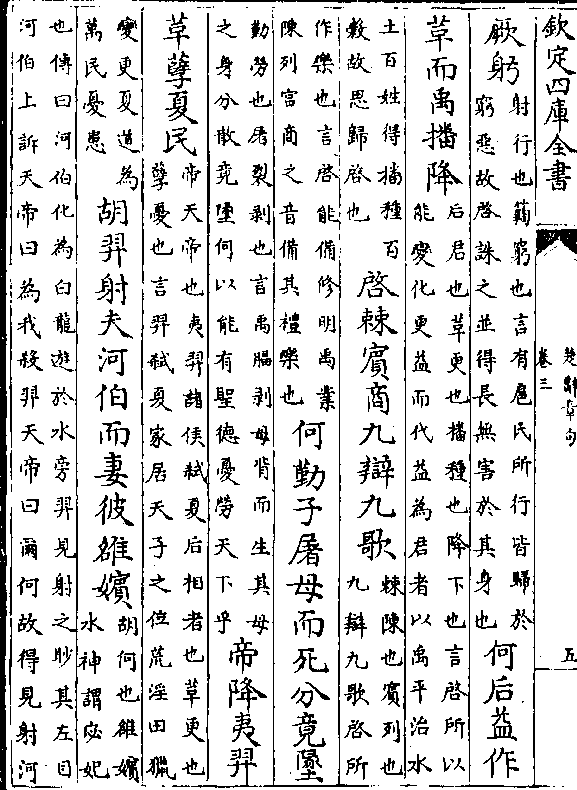 欽定四庫全書
楚辭章句
卷三
五
厥躬
射行也䕮窮也言有扈氏所行皆歸於
窮惡故啓誅之並得長無害於其身也
何后益作
革而禹播降
后君也革更也播種也降下也言啓所以
能變化更益而代益為君者以禹平治水
土百姓得播種百
穀故思歸啓也
啓棘賓商九辯九歌
棘陳也賓列也
九辯九歌啓所
作樂也言啓能備修明禹業
陳列宮商之音備其禮樂也
何勤子屠母而死分竟墬
勤勞也屠裂剥也言禹䐔剥母背而生其母
之身分散竟墬何以能有聖德憂勞天下乎
帝降夷羿
革孽夏民
帝天帝也夷羿諸侯弑夏后相者也革更也
孽憂也言羿弑夏家居天子之位荒淫田獵
變更夏道為
萬民憂患
胡羿射夫河伯而妻彼雒嬪
胡何也雒嬪
水神謂宓妃
也傳曰河伯化為白龍遊於水旁羿見射之眇其左目
河伯上訴天帝曰為我殺羿天帝曰爾何故得見射河